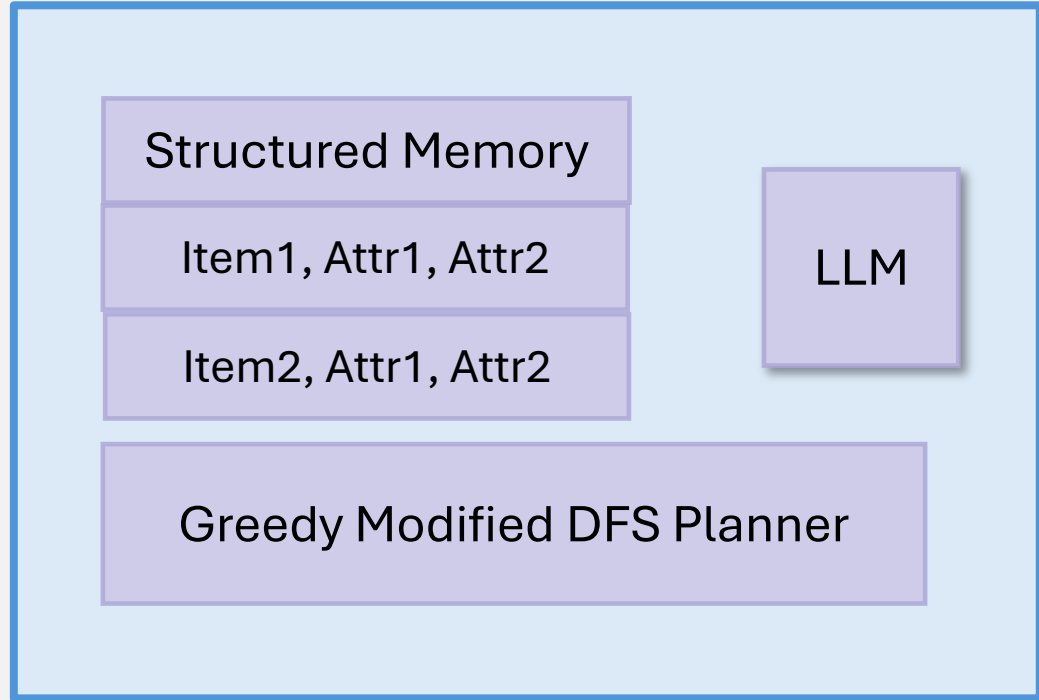 Structured Memory
Item1, Attr1, Attr2
Item2, Attr1, Attr2
LLM
Greedy Modified DFS Planner